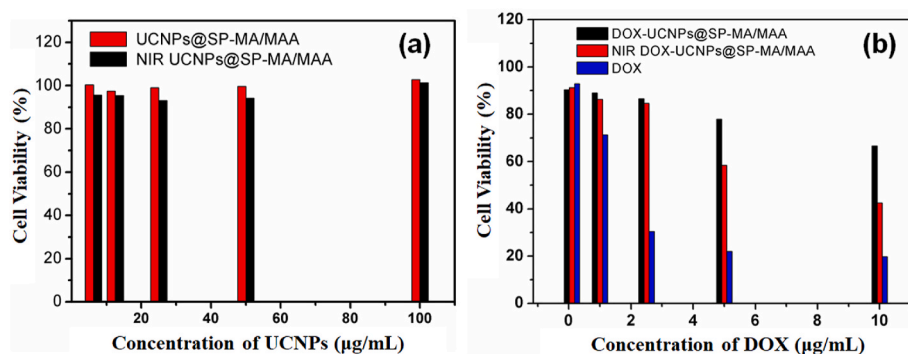 120
100
80
60
40
20
0
Cell Viability (%)
UCNPs@SP-MA/MAA
NIR UCNPs@SP-MA/MAA
(a)
20 40 60 80 100
Concentration of UCNPs (μg/mL)
120
100
80
60
40
20
0
Cell Viability (%)
DOX-UCNPs@SP-MA/MAA
NIR DOX-UCNPs@SP-MA/MAA
DOX
(b)
0 2 4 6 8 10
Concentration of DOX (μg/mL)